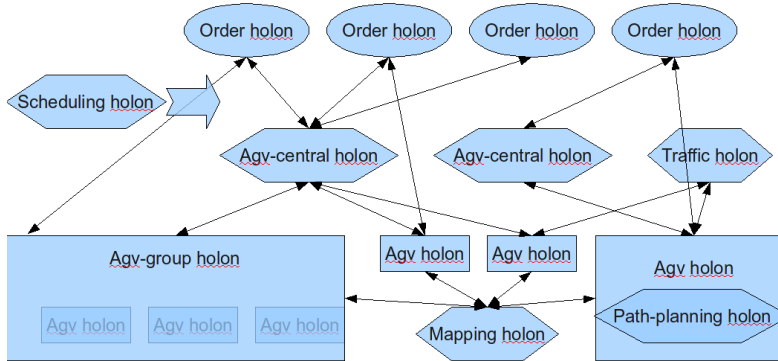 Order holon
Order holon
Order holon
Order holon
Scheduling holon
Agv-central holon
Agv-central holon
Traffic holon
Agv-group holon
Agv holon
Agv holon
Agv holon
Agv holon
Agv holon
Agv holon
Path-planning holon
Mapping holon